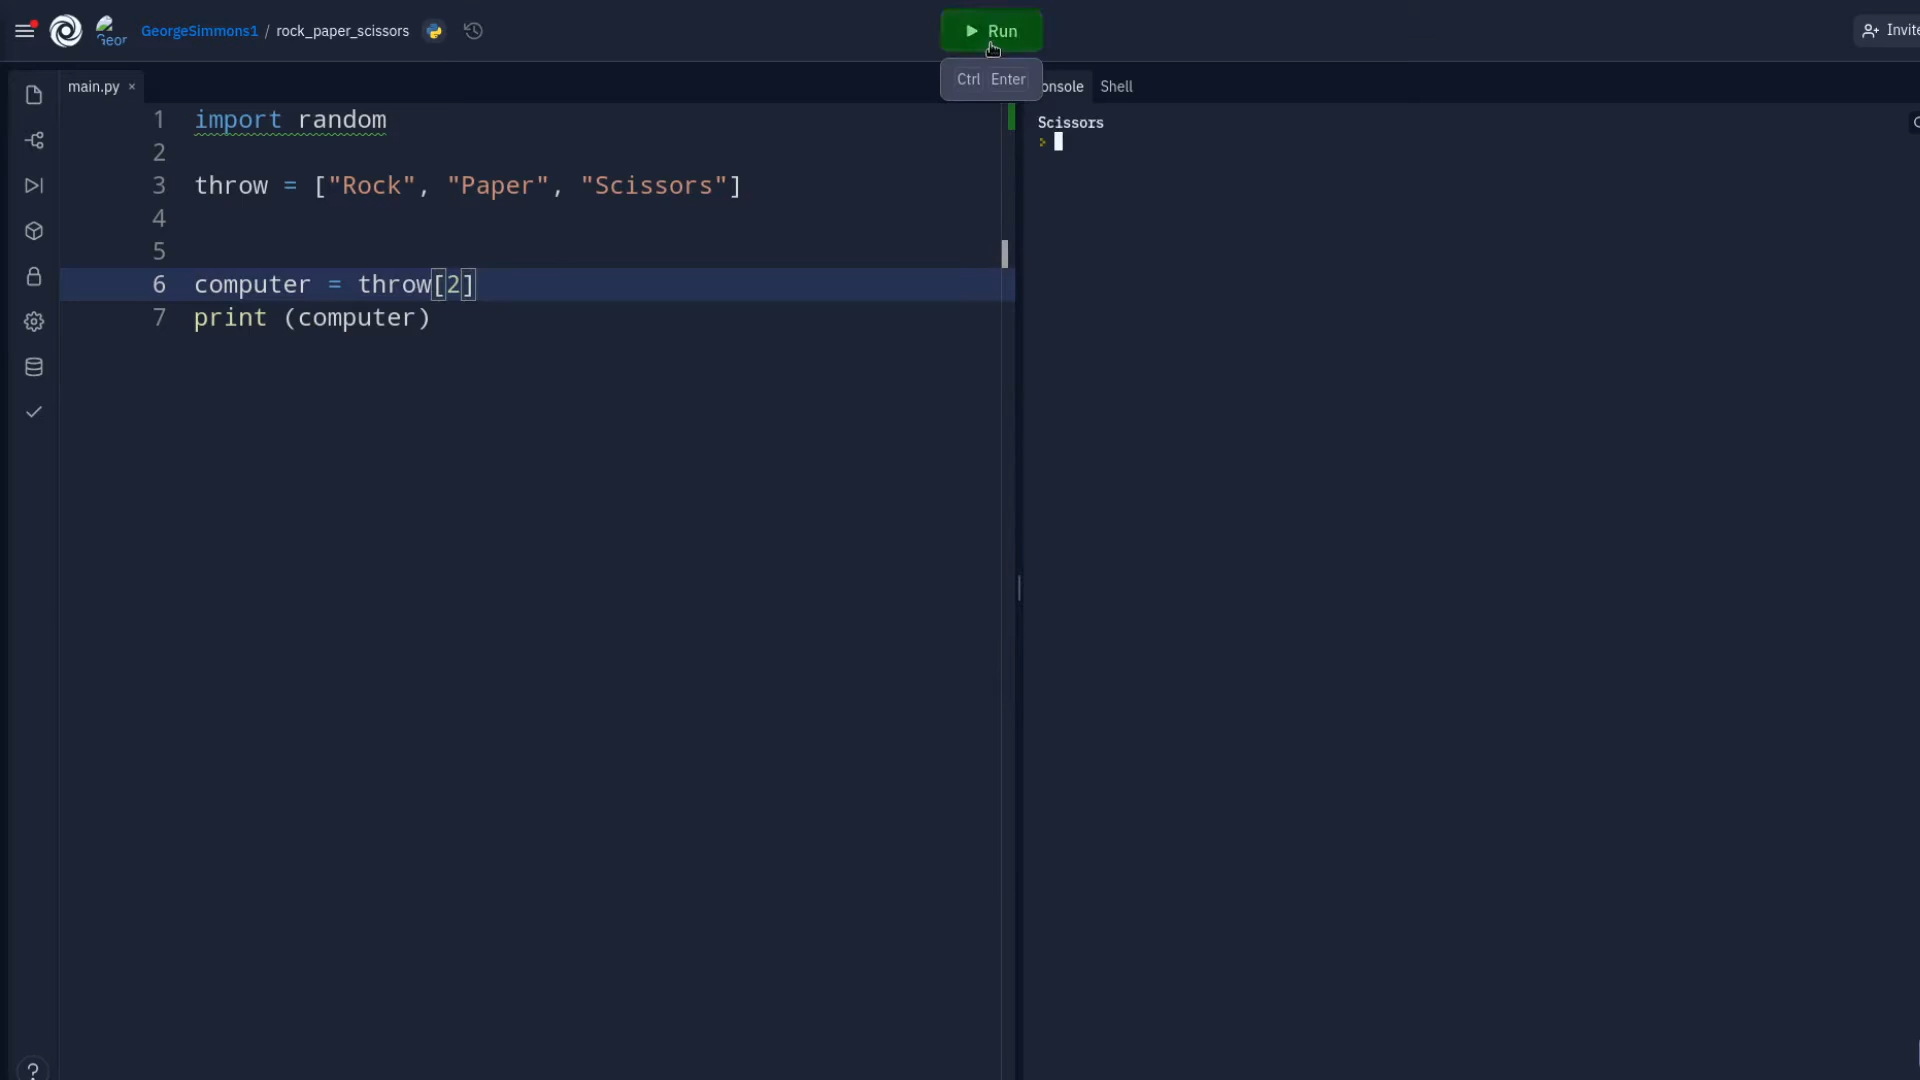 Geor
GeorgeSimmons1 / rock_paper_scissors
Run
Invite
Ctrl Enter
main.py ×
onsole
Shell
1 import random
2
3 throw = ["Rock", "Paper", "Scissors"]
4
5
6 computer = throw[2]
7 print (computer)
Scissors
>
?